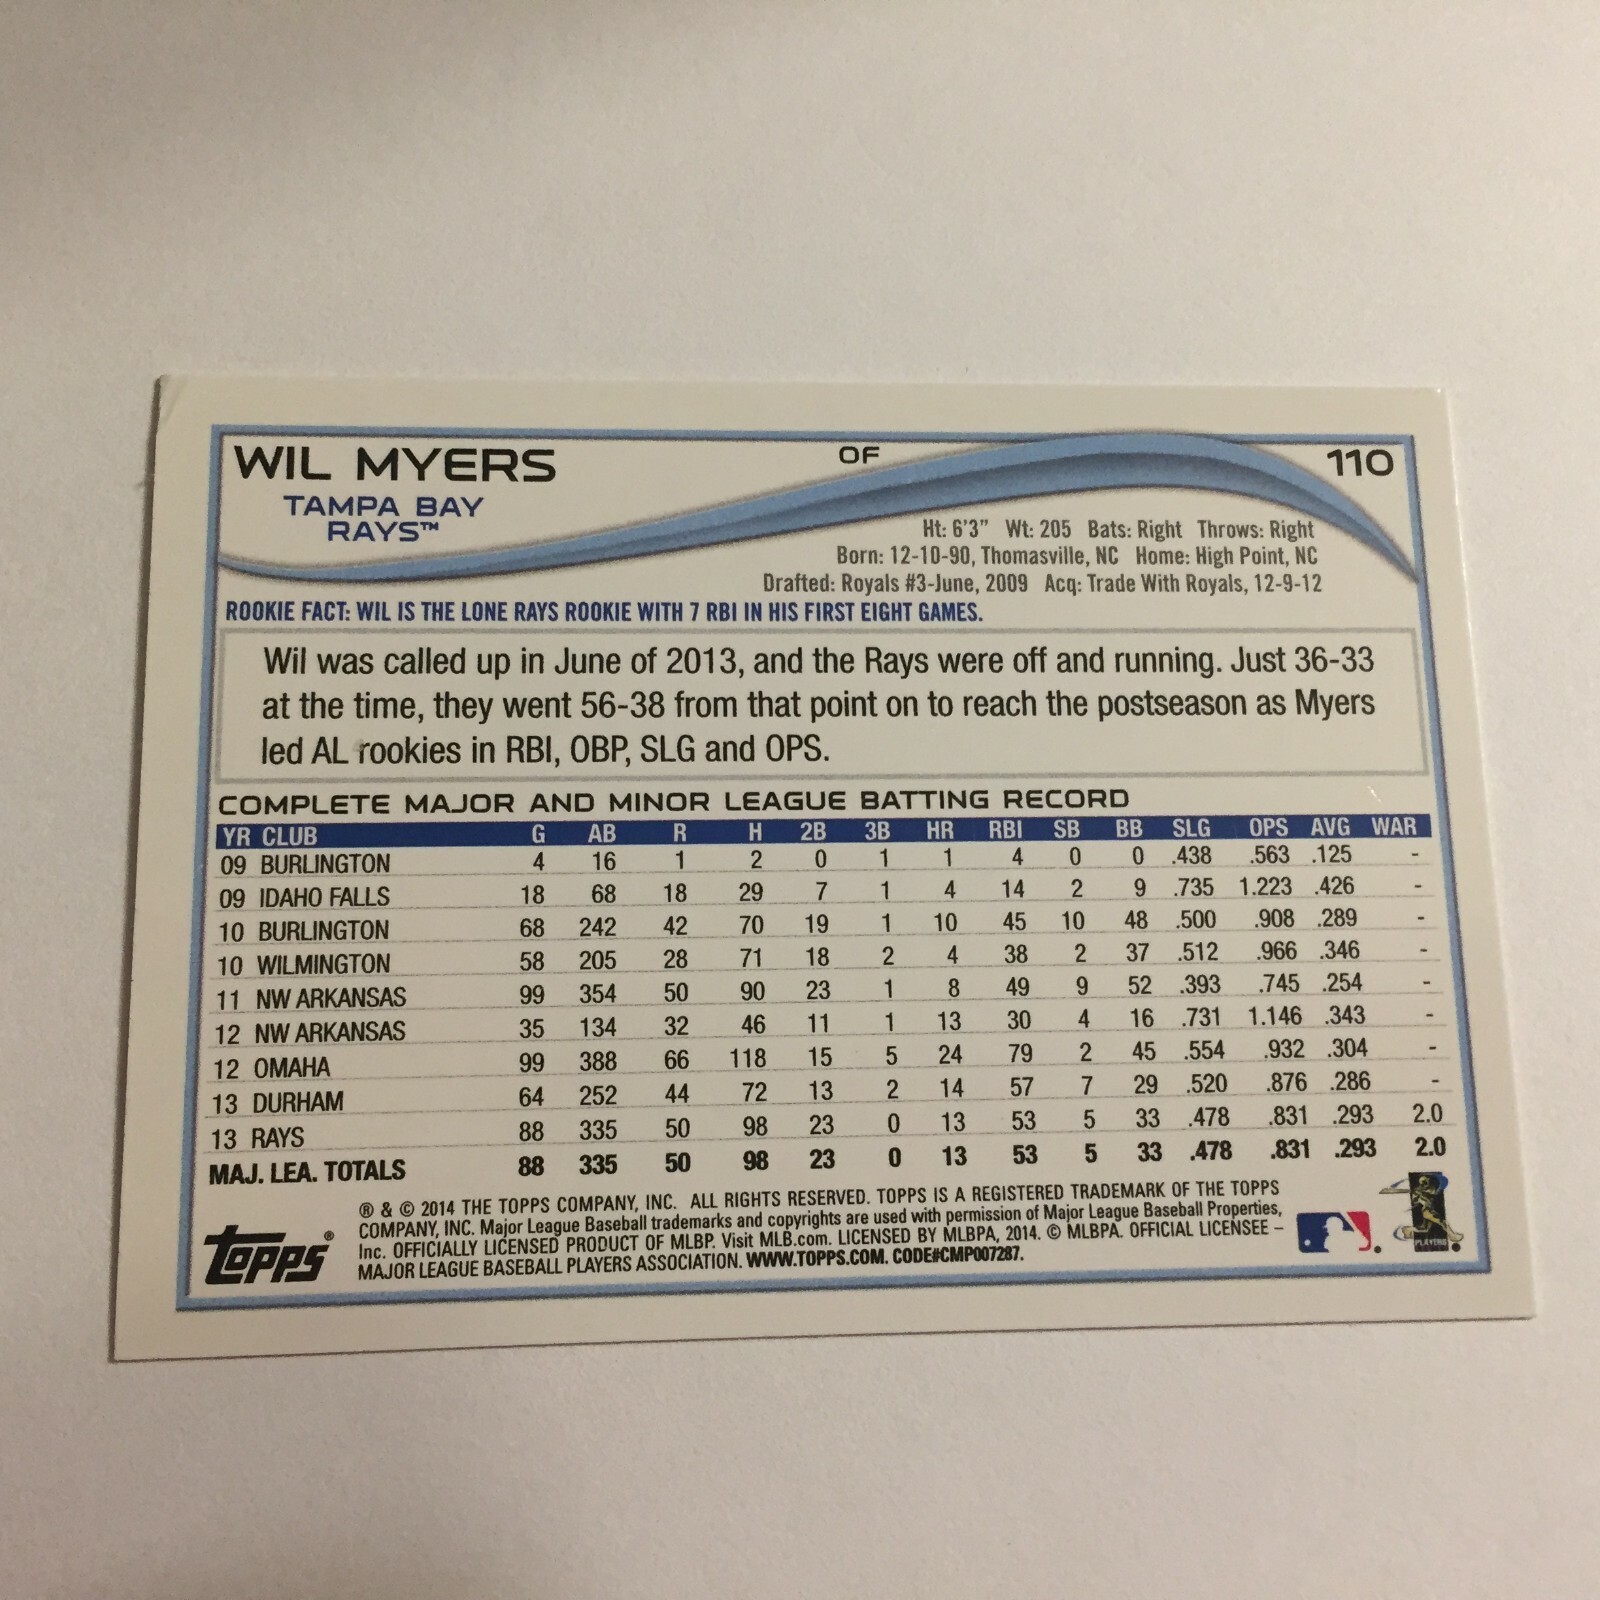 WIL MYERS OF 110
TAMPA BAY
RAYS™
Ht: 6'3" Wt: 205 Bats: Right Throws: Right
Born: 12-10-90, Thomasville, NC Home: High Point, NC
Drafted: Royals #3-June, 2009 Acq: Trade With Royals, 12-9-12
ROOKIE FACT: WIL IS THE LONE RAYS ROOKIE WITH 7 RBI IN HIS FIRST EIGHT GAMES.
Wil was called up in June of 2013, and the Rays were off and running. Just 36-33
at the time, they went 56-38 from that point on to reach the postseason as Myers
led AL rookies in RBI, OBP, SLG and OPS.
COMPLETE MAJOR AND MINOR LEAGUE BATTING RECORD
YR CLUB G AB R H 2B 3B HR RBI SB BB SLG OPS AVG WAR
09 BURLINGTON 4 16 1 2 0 1 1 4 0 0 .438 .563 .125 -
09 IDAHO FALLS 18 68 18 29 7 1 4 14 2 9 .735 1.223 .426 -
10 BURLINGTON 68 242 42 70 19 1 10 45 10 48 .500 .908 .289 -
10 WILMINGTON 58 205 28 71 18 2 4 38 2 37 .512 .966 .346 -
11 NW ARKANSAS 99 354 50 90 23 1 8 49 9 52 .393 .745 .254 -
12 NW ARKANSAS 35 134 32 46 11 1 13 30 4 16 .731 1.146 .343 -
12 OMAHA 99 388 66 118 15 5 24 79 2 45 .554 .932 .304 -
13 DURHAM 64 252 44 72 13 2 14 57 7 29 .520 .876 .286 -
13 RAYS 88 335 50 98 23 0 13 53 5 33 .478 .831 .293 2.0
MAJ. LEA. TOTALS 88 335 50 98 23 0 13 53 5 33 .478 .831 .293 2.0
Topps®
® & © 2014 THE TOPPS COMPANY, INC. ALL RIGHTS RESERVED. TOPPS IS A REGISTERED TRADEMARK OF THE TOPPS
COMPANY, INC. Major League Baseball trademarks and copyrights are used with permission of Major League Baseball Properties,
Inc. OFFICIALLY LICENSED PRODUCT OF MLBP. Visit MLB.com. LICENSED BY MLBPA, 2014. © MLBPA. OFFICIAL LICENSEE –
MAJOR LEAGUE BASEBALL PLAYERS ASSOCIATION. WWW.TOPPS.COM. CODE#CMP007287.
PLAYERS